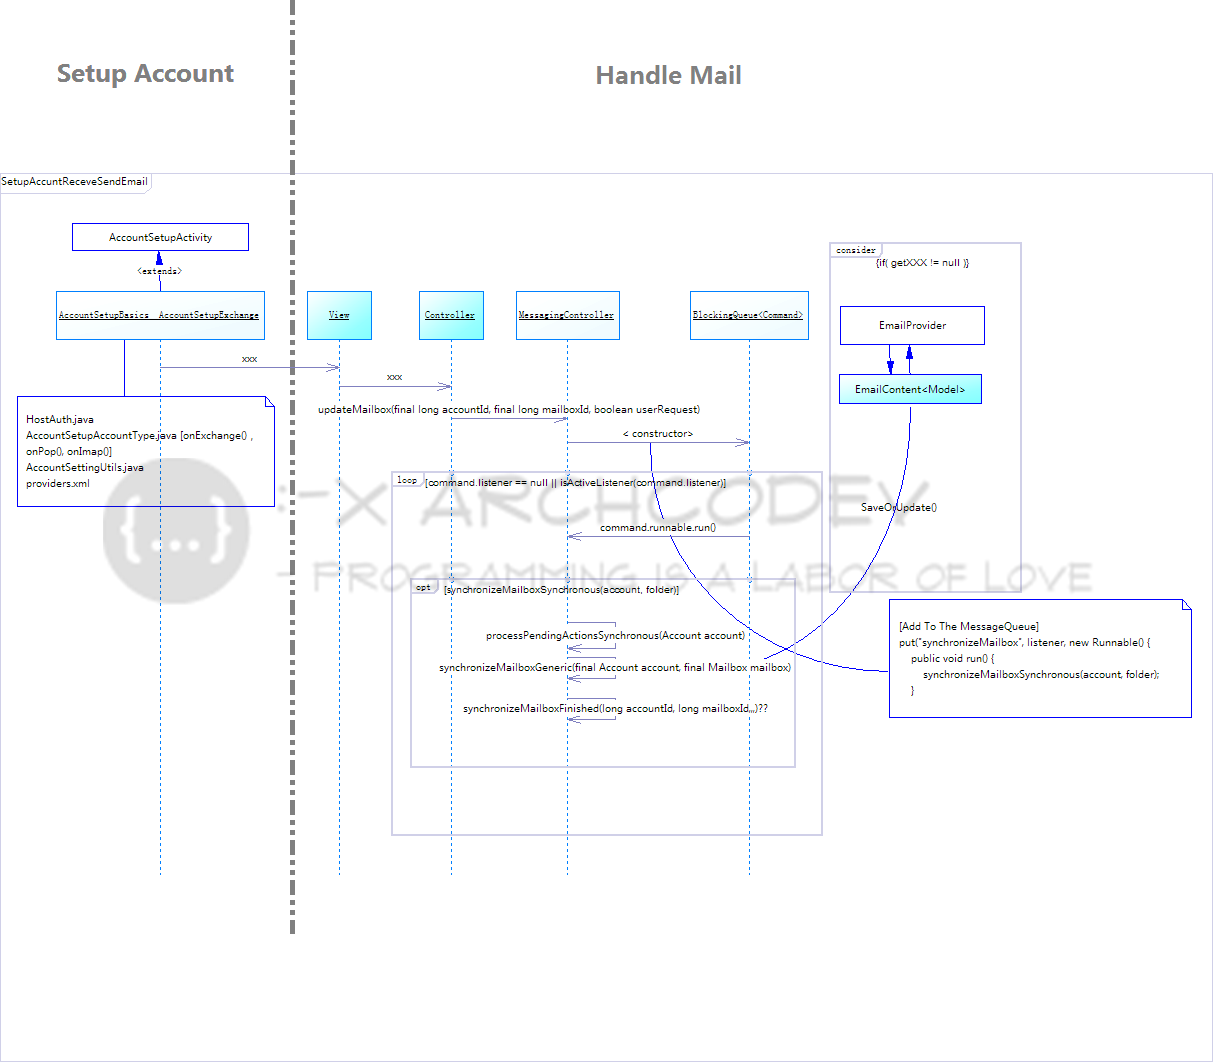 Setup Account
Handle Mail
SetupAccuntReceveSendEmail
AccountSetupActivity
<extends>
AccountSetupBasics  AccountSetupExchange
View
Controller
MessagingController
BlockingQueue<Command>
consider
{if( getXXX != null )}
EmailProvider
EmailContent<Model>
xxx
xxx
updateMailbox(final long accountId, final long mailboxId, boolean userRequest)
< constructor>
HostAuth.java
AccountSetupAccountType.java [onExchange() ,
onPop(), onImap()]
AccountSettingUtils.java
providers.xml
loop
[command.listener == null || isActiveListener(command.listener)]
:-X ARCHCODEY
- PROGRAMMING IS A LABOR OF LOVE
{...}
SaveOrUpdate()
command.runnable.run()
opt
[synchronizeMailboxSynchronous(account, folder)]
processPendingActionsSynchronous(Account account)
synchronizeMailboxGeneric(final Account account, final Mailbox mailbox)
synchronizeMailboxFinished(long accountId, long mailboxId,,,)??
[Add To The MessageQueue]
put("synchronizeMailbox", listener, new Runnable() {
public void run() {
synchronizeMailboxSynchronous(account, folder);
}